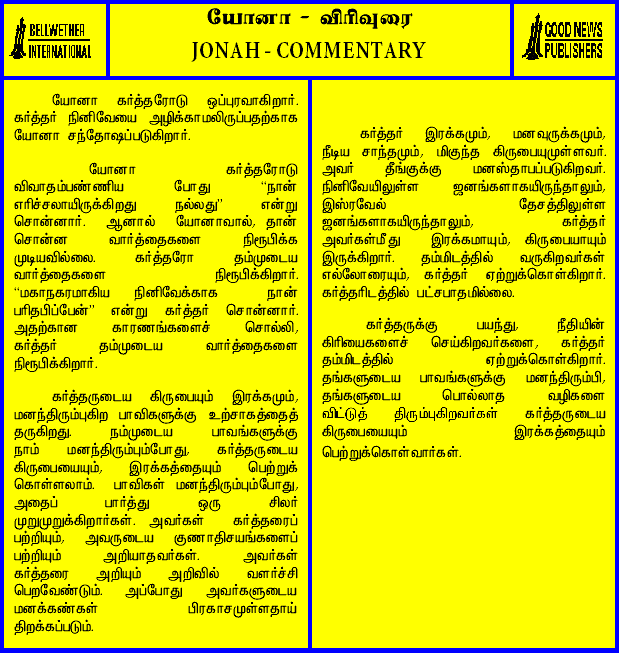 BELLWETHER
INTERNATIONAL
யோனா - விரிவுரை
JONAH - COMMENTARY
GOOD NEWS
PUBLISHERS
யோனா கர்த்தரோடு ஒப்புரவாகிறார்.
கர்த்தர் நினிவேயை அழிக்காமலிருப்பதற்காக
யோனா சந்தோஷப்படுகிறார்.
யோனா கர்த்தரோடு
விவாதம்பண்ணிய போது "நான்
எரிச்சலாயிருக்கிறது நல்லது" என்று
சொன்னார். ஆனால் யோனாவால், தான்
சொன்ன வார்த்தைகளை நிரூபிக்க
முடியவில்லை. கர்த்தரோ தம்முடைய
வார்த்தைகளை நிரூபிக்கிறார்.
"மகாநகரமாகிய நினிவேக்காக நான்
பரிதபிப்பேன்" என்று கர்த்தர் சொன்னார்.
அதற்கான காரணங்களைச் சொல்லி,
கர்த்தர் தம்முடைய வார்த்தைகளை
நிரூபிக்கிறார்.
கர்த்தருடைய கிருபையும் இரக்கமும்,
மனந்திரும்புகிற பாவிகளுக்கு உற்சாகத்தைத்
தருகிறது. நம்முடைய பாவங்களுக்கு
நாம் மனந்திரும்பும்போது, கர்த்தருடைய
கிருபையையும், இரக்கத்தையும் பெற்றுக்
கொள்ளலாம். பாவிகள் மனந்திரும்பும்போது,
அதைப் பார்த்து ஒரு சிலர்
முறுமுறுக்கிறார்கள். அவர்கள் கர்த்தரைப்
பற்றியும், அவருடைய குணாதிசயங்களைப்
பற்றியும் அறியாதவர்கள். அவர்கள்
கர்த்தரை அறியும் அறிவில் வளர்ச்சி
பெறவேண்டும். அப்போது அவர்களுடைய
மனக்கண்கள் பிரகாசமுள்ளதாய்
திறக்கப்படும்.
கர்த்தர் இரக்கமும், மனவுருக்கமும்,
நீடிய சாந்தமும், மிகுந்த கிருபையுமுள்ளவர்.
அவர் தீங்குக்கு மனஸ்தாபப்படுகிறவர்.
நினிவேயிலுள்ள ஜனங்களாகயிருந்தாலும்,
இஸ்ரவேல் தேசத்திலுள்ள
ஜனங்களாகயிருந்தாலும், கர்த்தர்
அவர்கள்மீது இரக்கமாயும், கிருபையாயும்
இருக்கிறார். தம்மிடத்தில் வருகிறவர்கள்
எல்லோரையும், கர்த்தர் ஏற்றுக்கொள்கிறார்.
கர்த்தரிடத்தில் பட்சபாதமில்லை.
கர்த்தருக்கு பயந்து, நீதியின்
கிரியைகளைச் செய்கிறவர்களை, கர்த்தர்
தம்மிடத்தில் ஏற்றுக்கொள்கிறார்.
தங்களுடைய பாவங்களுக்கு மனந்திரும்பி,
தங்களுடைய பொல்லாத வழிகளை
விட்டுத் திரும்புகிறவர்கள் கர்த்தருடைய
கிருபையையும் இரக்கத்தையும்
பெற்றுக்கொள்வார்கள்.